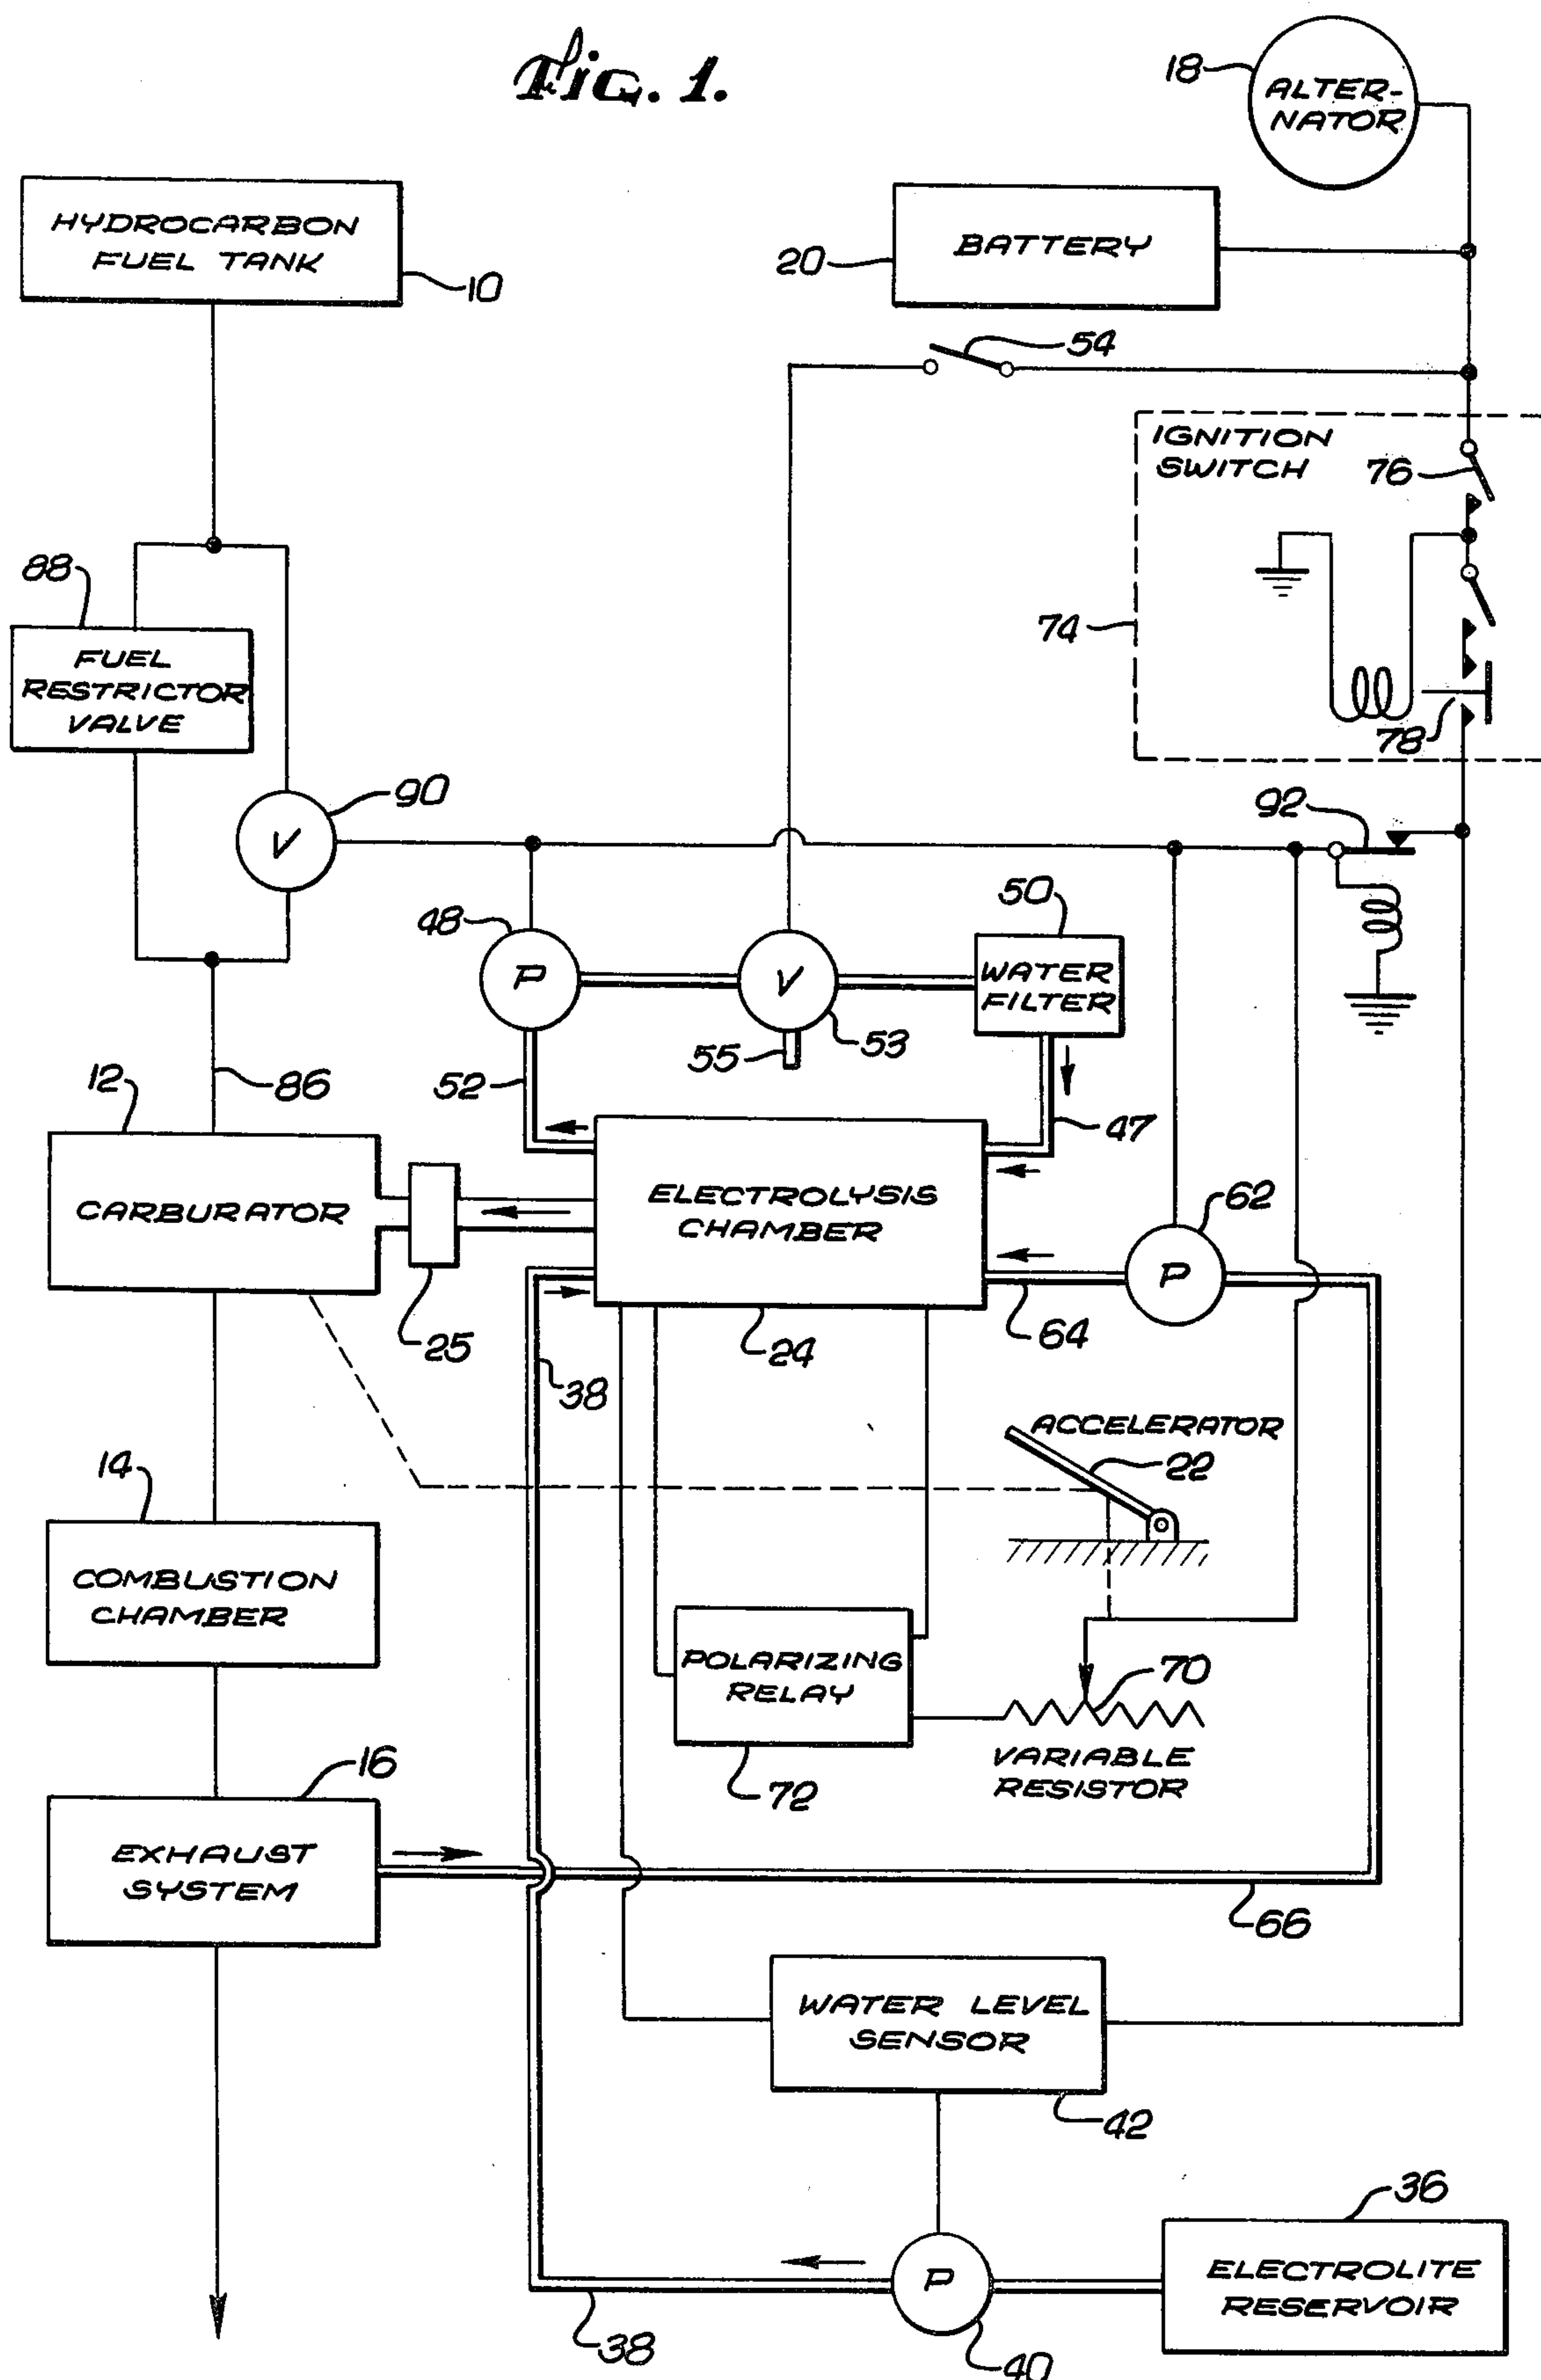 Fig. 1.
18
ALTER-
NATOR
HYDROCARBON
FUEL TANK
10
BATTERY
20
54
IGNITION
SWITCH
76
74
78
88
FUEL
RESTRICTOR
VALVE
90
V
92
48
P
V
53
55
50
WATER
FILTER
52
47
86
12
CARBURATOR
25
ELECTROLYSIS
CHAMBER
24
62
P
64
38
ACCELERATOR
22
14
COMBUSTION
CHAMBER
POLARIZING
RELAY
72
70
VARIABLE
RESISTOR
16
EXHAUST
SYSTEM
66
WATER LEVEL
SENSOR
42
36
P
40
38
ELECTROLITE
RESERVOIR